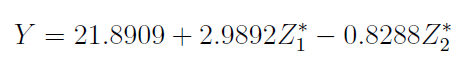 Y = 21.8909 + 2.9892Z₁* − 0.8288Z₂*